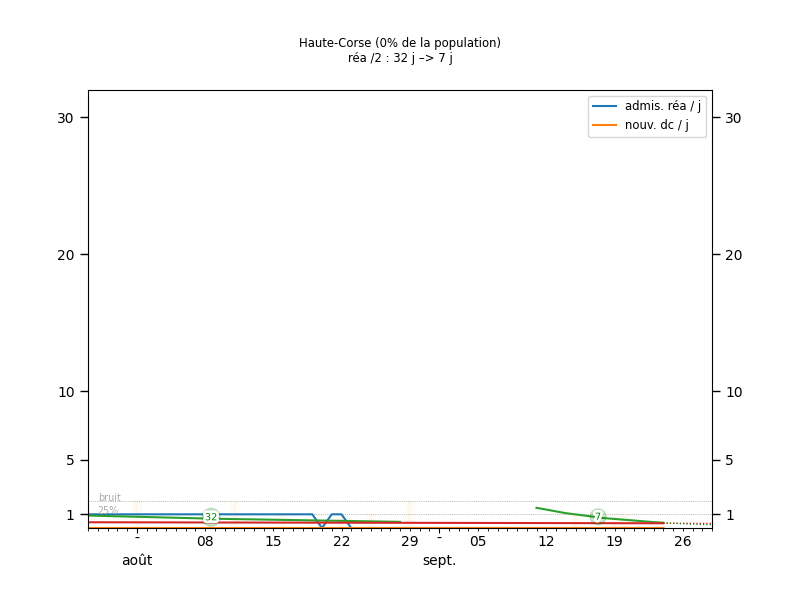 Haute-Corse (0% de la population)
réa /2 : 32 j –> 7 j
admis. réa / j
nouv. dc / j
30
30
20
20
10
10
5
5
bruit
25%
1
1
32
7
- 08 15 22 29 - 05 12 19 26
août sept.